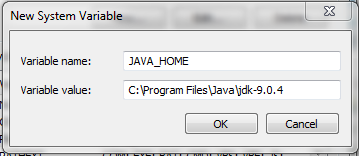 New System Variable
Variable name: JAVA_HOME
Variable value: C:\Program Files\Java\jdk-9.0.4
OK Cancel